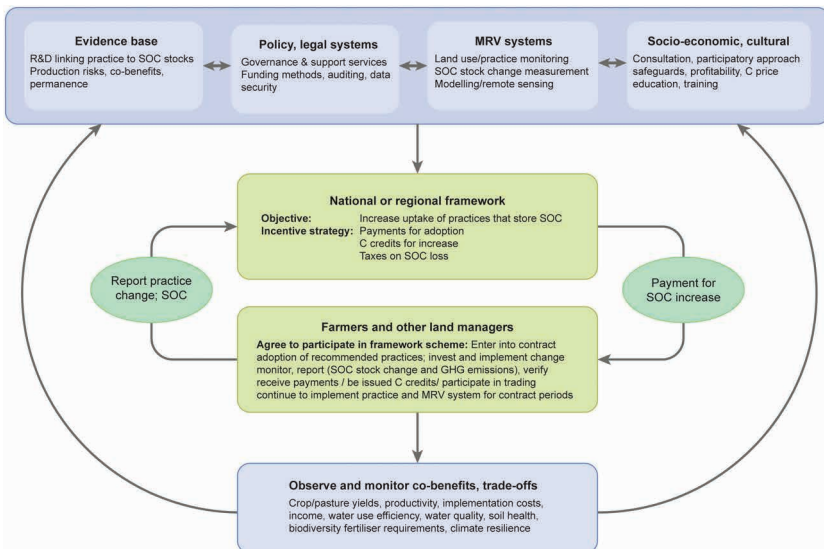 Evidence base
R&D linking practice to SOC stocks
Production risks, co-benefits,
permanence
Policy, legal systems
Governance & support services
Funding methods, auditing, data
security
MRV systems
Land use/practice monitoring
SOC stock change measurement
Modelling/remote sensing
Socio-economic, cultural
Consultation, participatory approach
safeguards, profitability, C price
education, training
National or regional framework
Objective: Increase uptake of practices that store SOC
Incentive strategy: Payments for adoption
C credits for increase
Taxes on SOC loss
Report practice
change; SOC
Payment for
SOC increase
Farmers and other land managers
Agree to participate in framework scheme: Enter into contract
adoption of recommended practices; invest and implement change
monitor, report (SOC stock change and GHG emissions), verify
receive payments / be issued C credits/ participate in trading
continue to implement practice and MRV system for contract periods
Observe and monitor co-benefits, trade-offs
Crop/pasture yields, productivity, implementation costs,
income, water use efficiency, water quality, soil health,
biodiversity fertiliser requirements, climate resilience